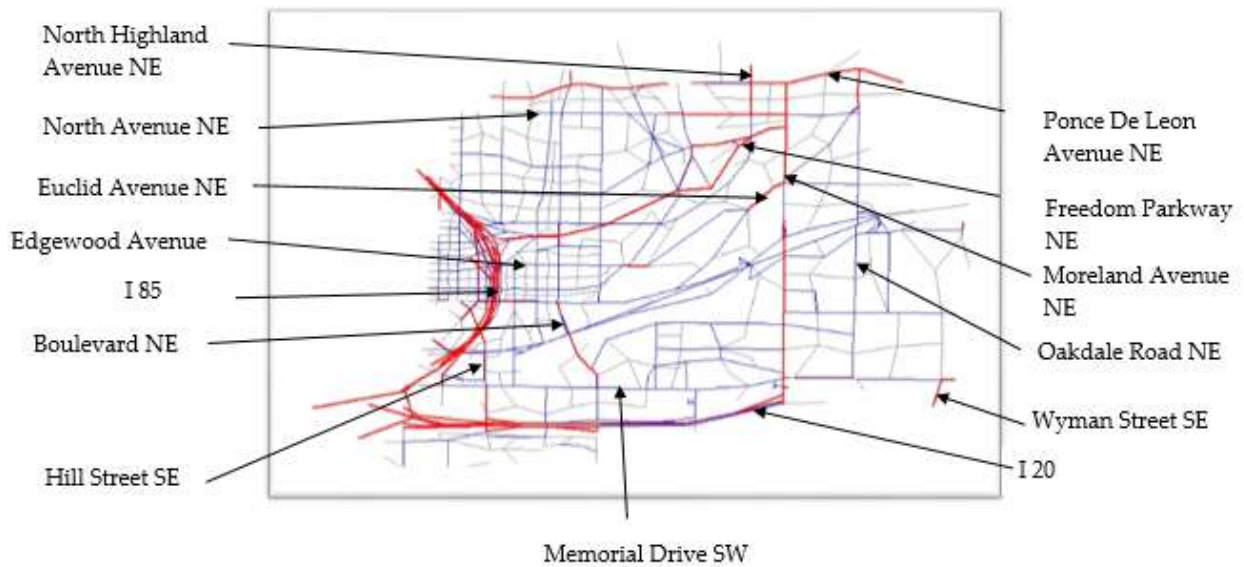 North Highland
Avenue NE
North Avenue NE
Euclid Avenue NE
Edgewood Avenue
I 85
Boulevard NE
Hill Street SE
Memorial Drive SW
Ponce De Leon
Avenue NE
Freedom Parkway
NE
Moreland Avenue
NE
Oakdale Road NE
Wyman Street SE
I 20